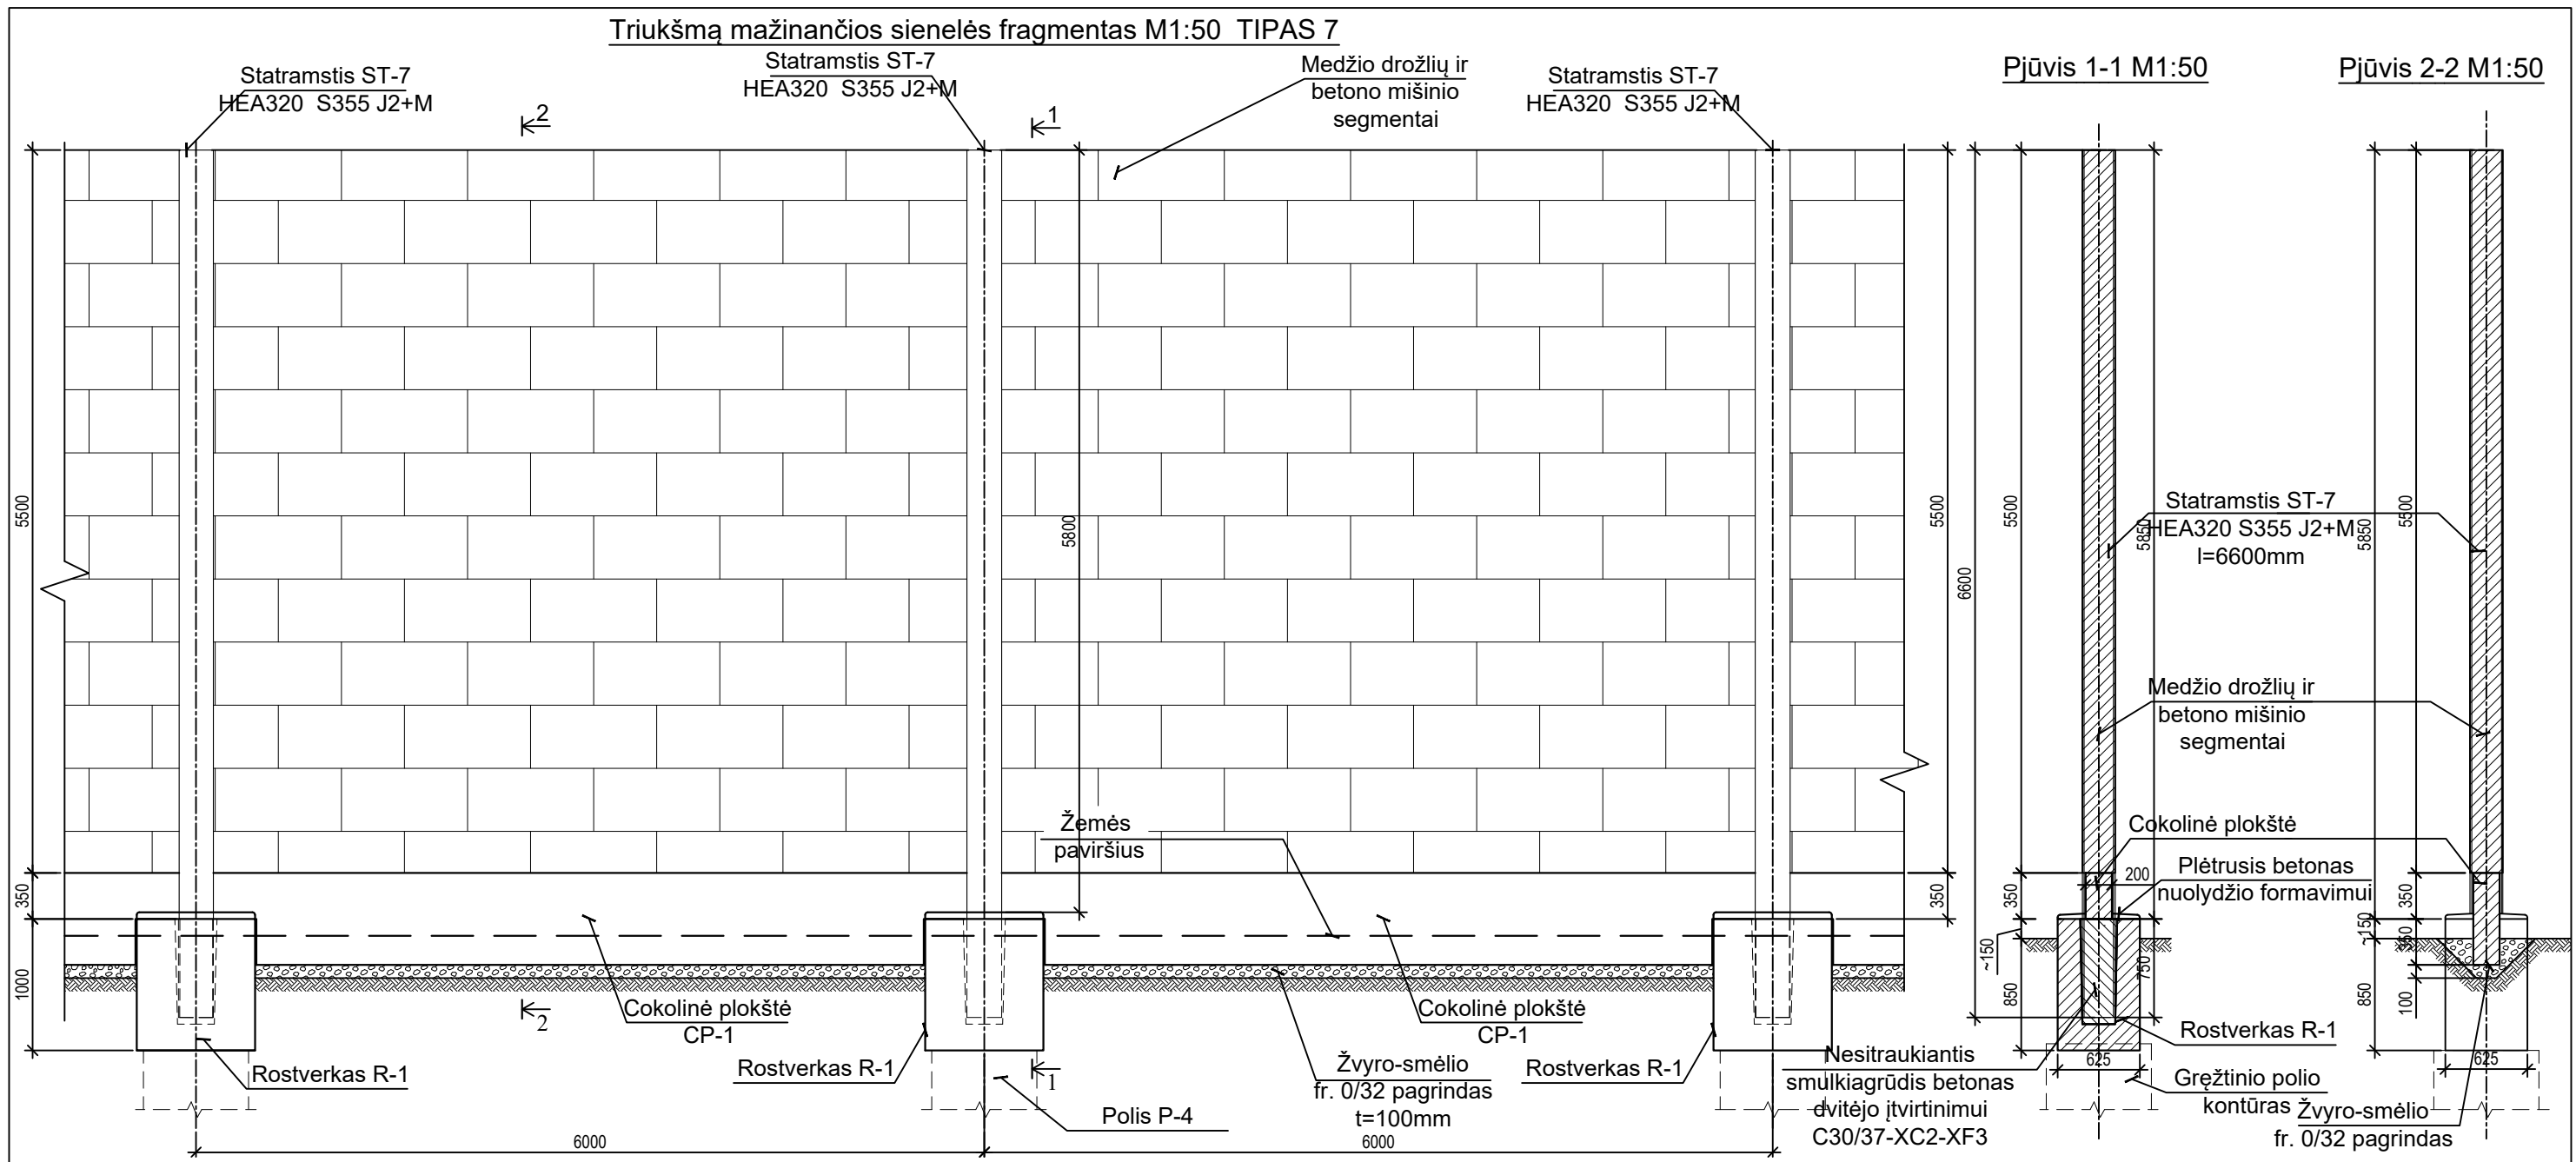 Triukšmą mažinančios sienelės fragmentas M1:50 TIPAS 7
Statramstis ST-7
HEA320 S355 J2+M
Statramstis ST-7
HEA320 S355 J2+M
Medžio drožlių ir
betono mišinio
segmentai
Statramstis ST-7
HEA320 S355 J2+M
Pjūvis 1-1 M1:50
Pjūvis 2-2 M1:50
2
1
5500
350
1000
5800
5500
350
6600
5500
350
~150
850
5850
750
200
625
5850
~150
850
5500
350
350
100
625
Statramstis ST-7
HEA320 S355 J2+M
l=6600mm
Medžio drožlių ir
betono mišinio
segmentai
Žemės
paviršius
Cokolinė plokštė
Plėtrusis betonas
nuolydžio formavimui
2
Cokolinė plokštė
CP-1
Cokolinė plokštė
CP-1
Rostverkas R-1
Rostverkas R-1
Rostverkas R-1
Rostverkas R-1
1
Žvyro-smėlio
fr. 0/32 pagrindas
t=100mm
Polis P-4
Nesitraukiantis
smulkiagrūdis betonas
dvitėjo įtvirtinimui
C30/37-XC2-XF3
Gręžtinio polio
kontūras
Žvyro-smėlio
fr. 0/32 pagrindas
6000
6000